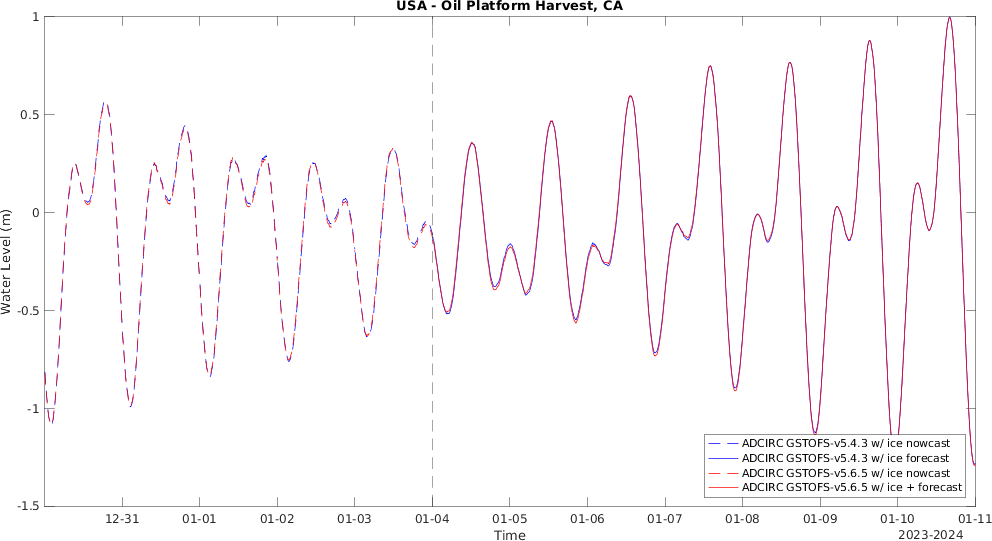 USA - Oil Platform Harvest, CA
1
0.5
0
-0.5
-1
-1.5
Water Level (m)
ADCIRC GSTOFS-v5.4.3 w/ ice nowcast
ADCIRC GSTOFS-v5.4.3 w/ ice forecast
ADCIRC GSTOFS-v5.6.5 w/ ice nowcast
ADCIRC GSTOFS-v5.6.5 w/ ice + forecast
12-31 01-01 01-02 01-03 01-04 01-05 01-06 01-07 01-08 01-09 01-10 01-11
Time
2023-2024